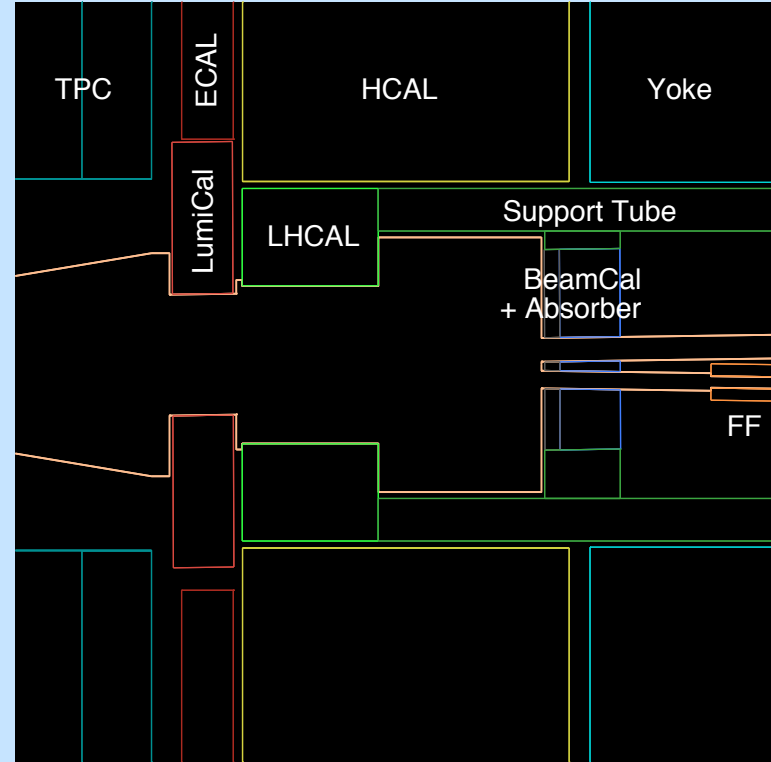 TPC
ECAL
HCAL
Yoke
LumiCal
LHCAL
Support Tube
BeamCal
+ Absorber
FF